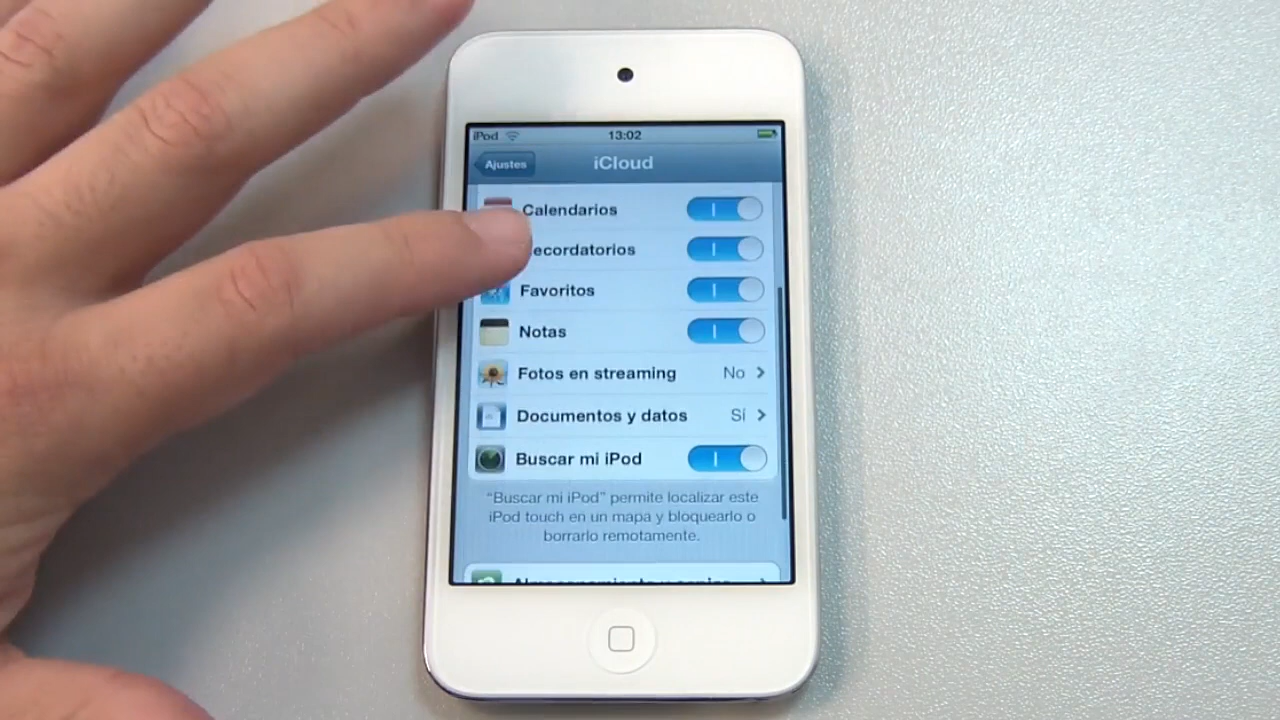 iPod 13:02
Ajustes iCloud
Calendarios
ecordatorios
Favoritos
Notas
Fotos en streaming No
Documentos y datos Sí
Buscar mi iPod
“Buscar mi iPod” permite localizar este
iPod touch en un mapa y bloquearlo o
borrarlo remotamente.